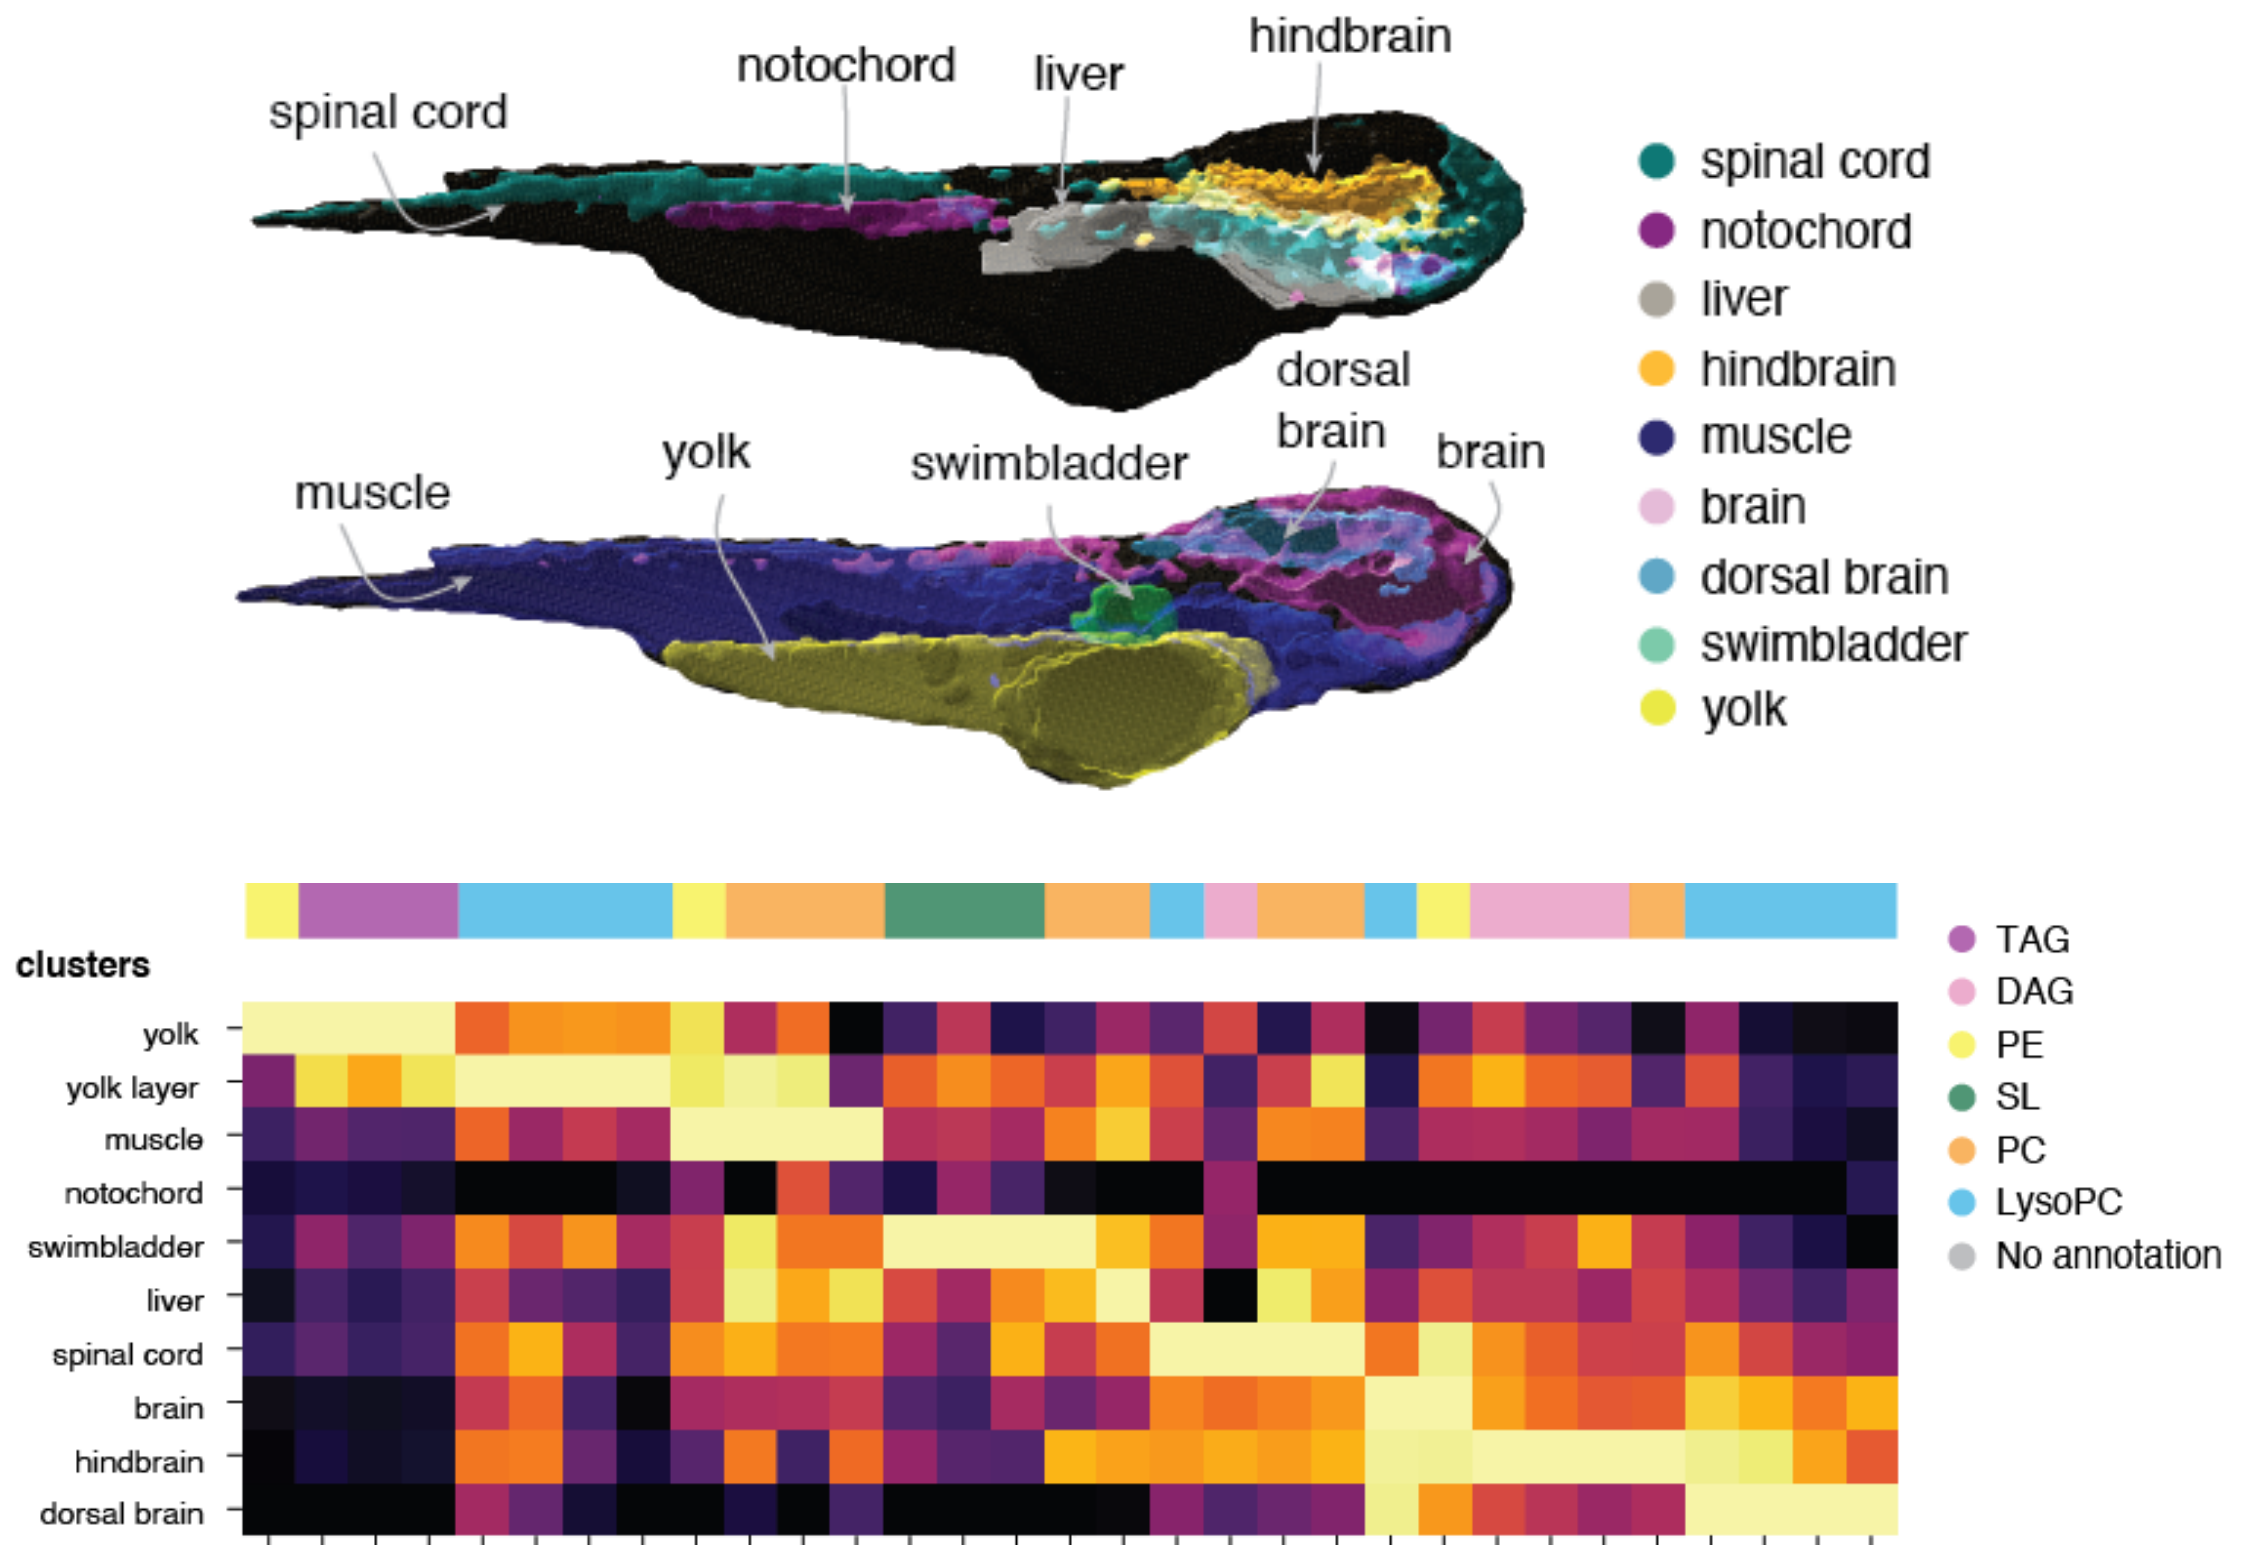 hindbrain
notochord
liver
spinal cord
spinal cord
notochord
liver
hindbrain
muscle
brain
dorsal brain
swimbladder
yolk
dorsal
brain
brain
yolk
swimbladder
muscle
clusters
yolk
yolk layer
muscle
notochord
swimbladder
liver
spinal cord
brain
hindbrain
dorsal brain
TAG
DAG
PE
SL
PC
LysoPC
No annotation